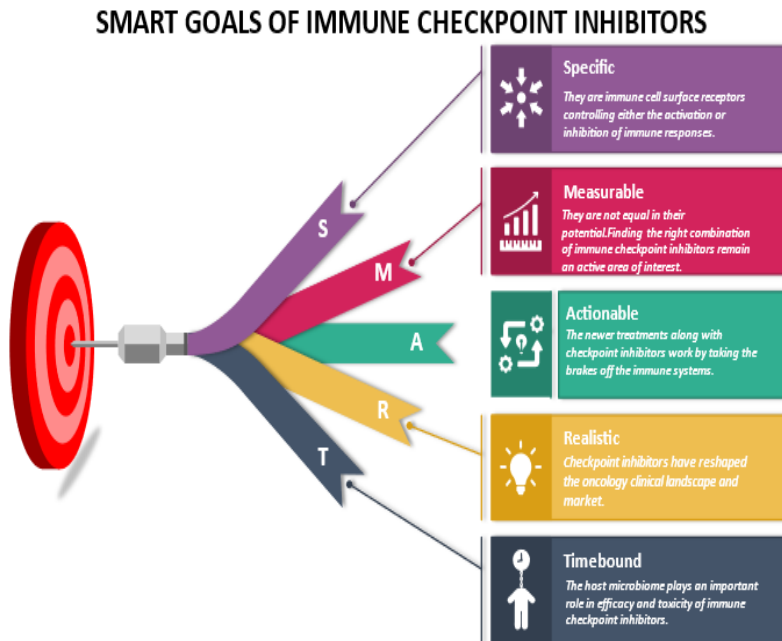 SMART GOALS OF IMMUNE CHECKPOINT INHIBITORS
S
M
A
R
T
Specific
They are immune cell surface receptors
controlling either the activation or
inhibition of immune responses.
Measurable
They are not equal in their
potential.Finding the right combination
of immune checkpoint inhibitors remain
an active area of interest.
Actionable
The newer treatments along with
checkpoint inhibitors work by taking the
brakes off the immune systems.
Realistic
Checkpoint inhibitors have reshaped
the oncology clinical landscape and
market.
Timebound
The host microbiome plays an important
role in efficacy and toxicity of immune
checkpoint inhibitors.